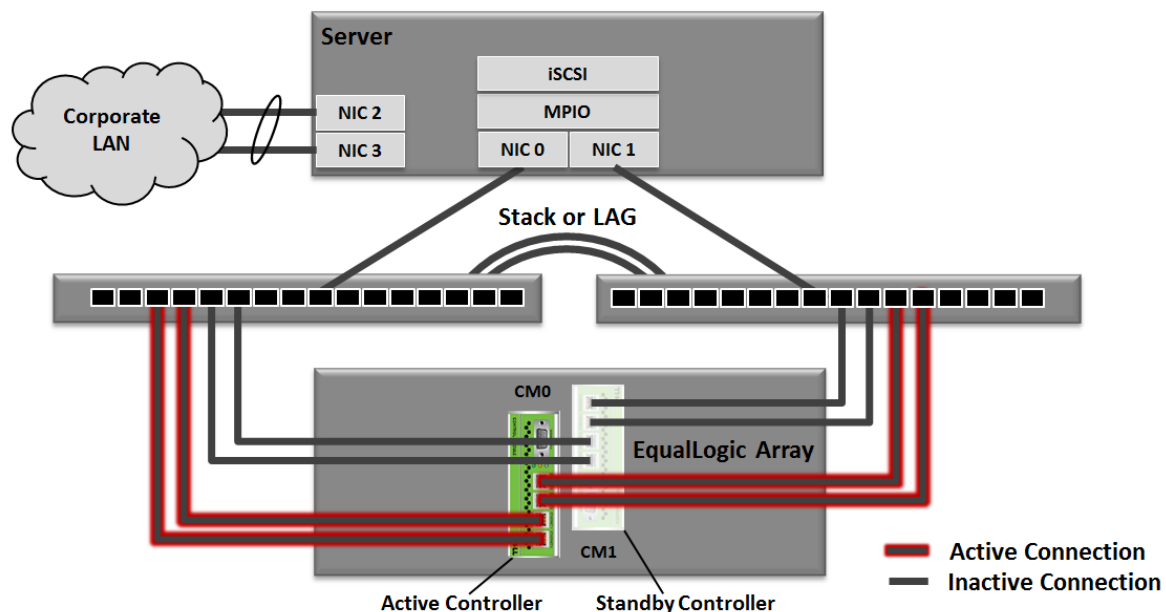 Server
iSCSI
MPIO
NIC 0
NIC 1
NIC 2
NIC 3
Corporate
LAN
Stack or LAG
CM0
EqualLogic Array
CM1
Active Controller
Standby Controller
Active Connection
Inactive Connection